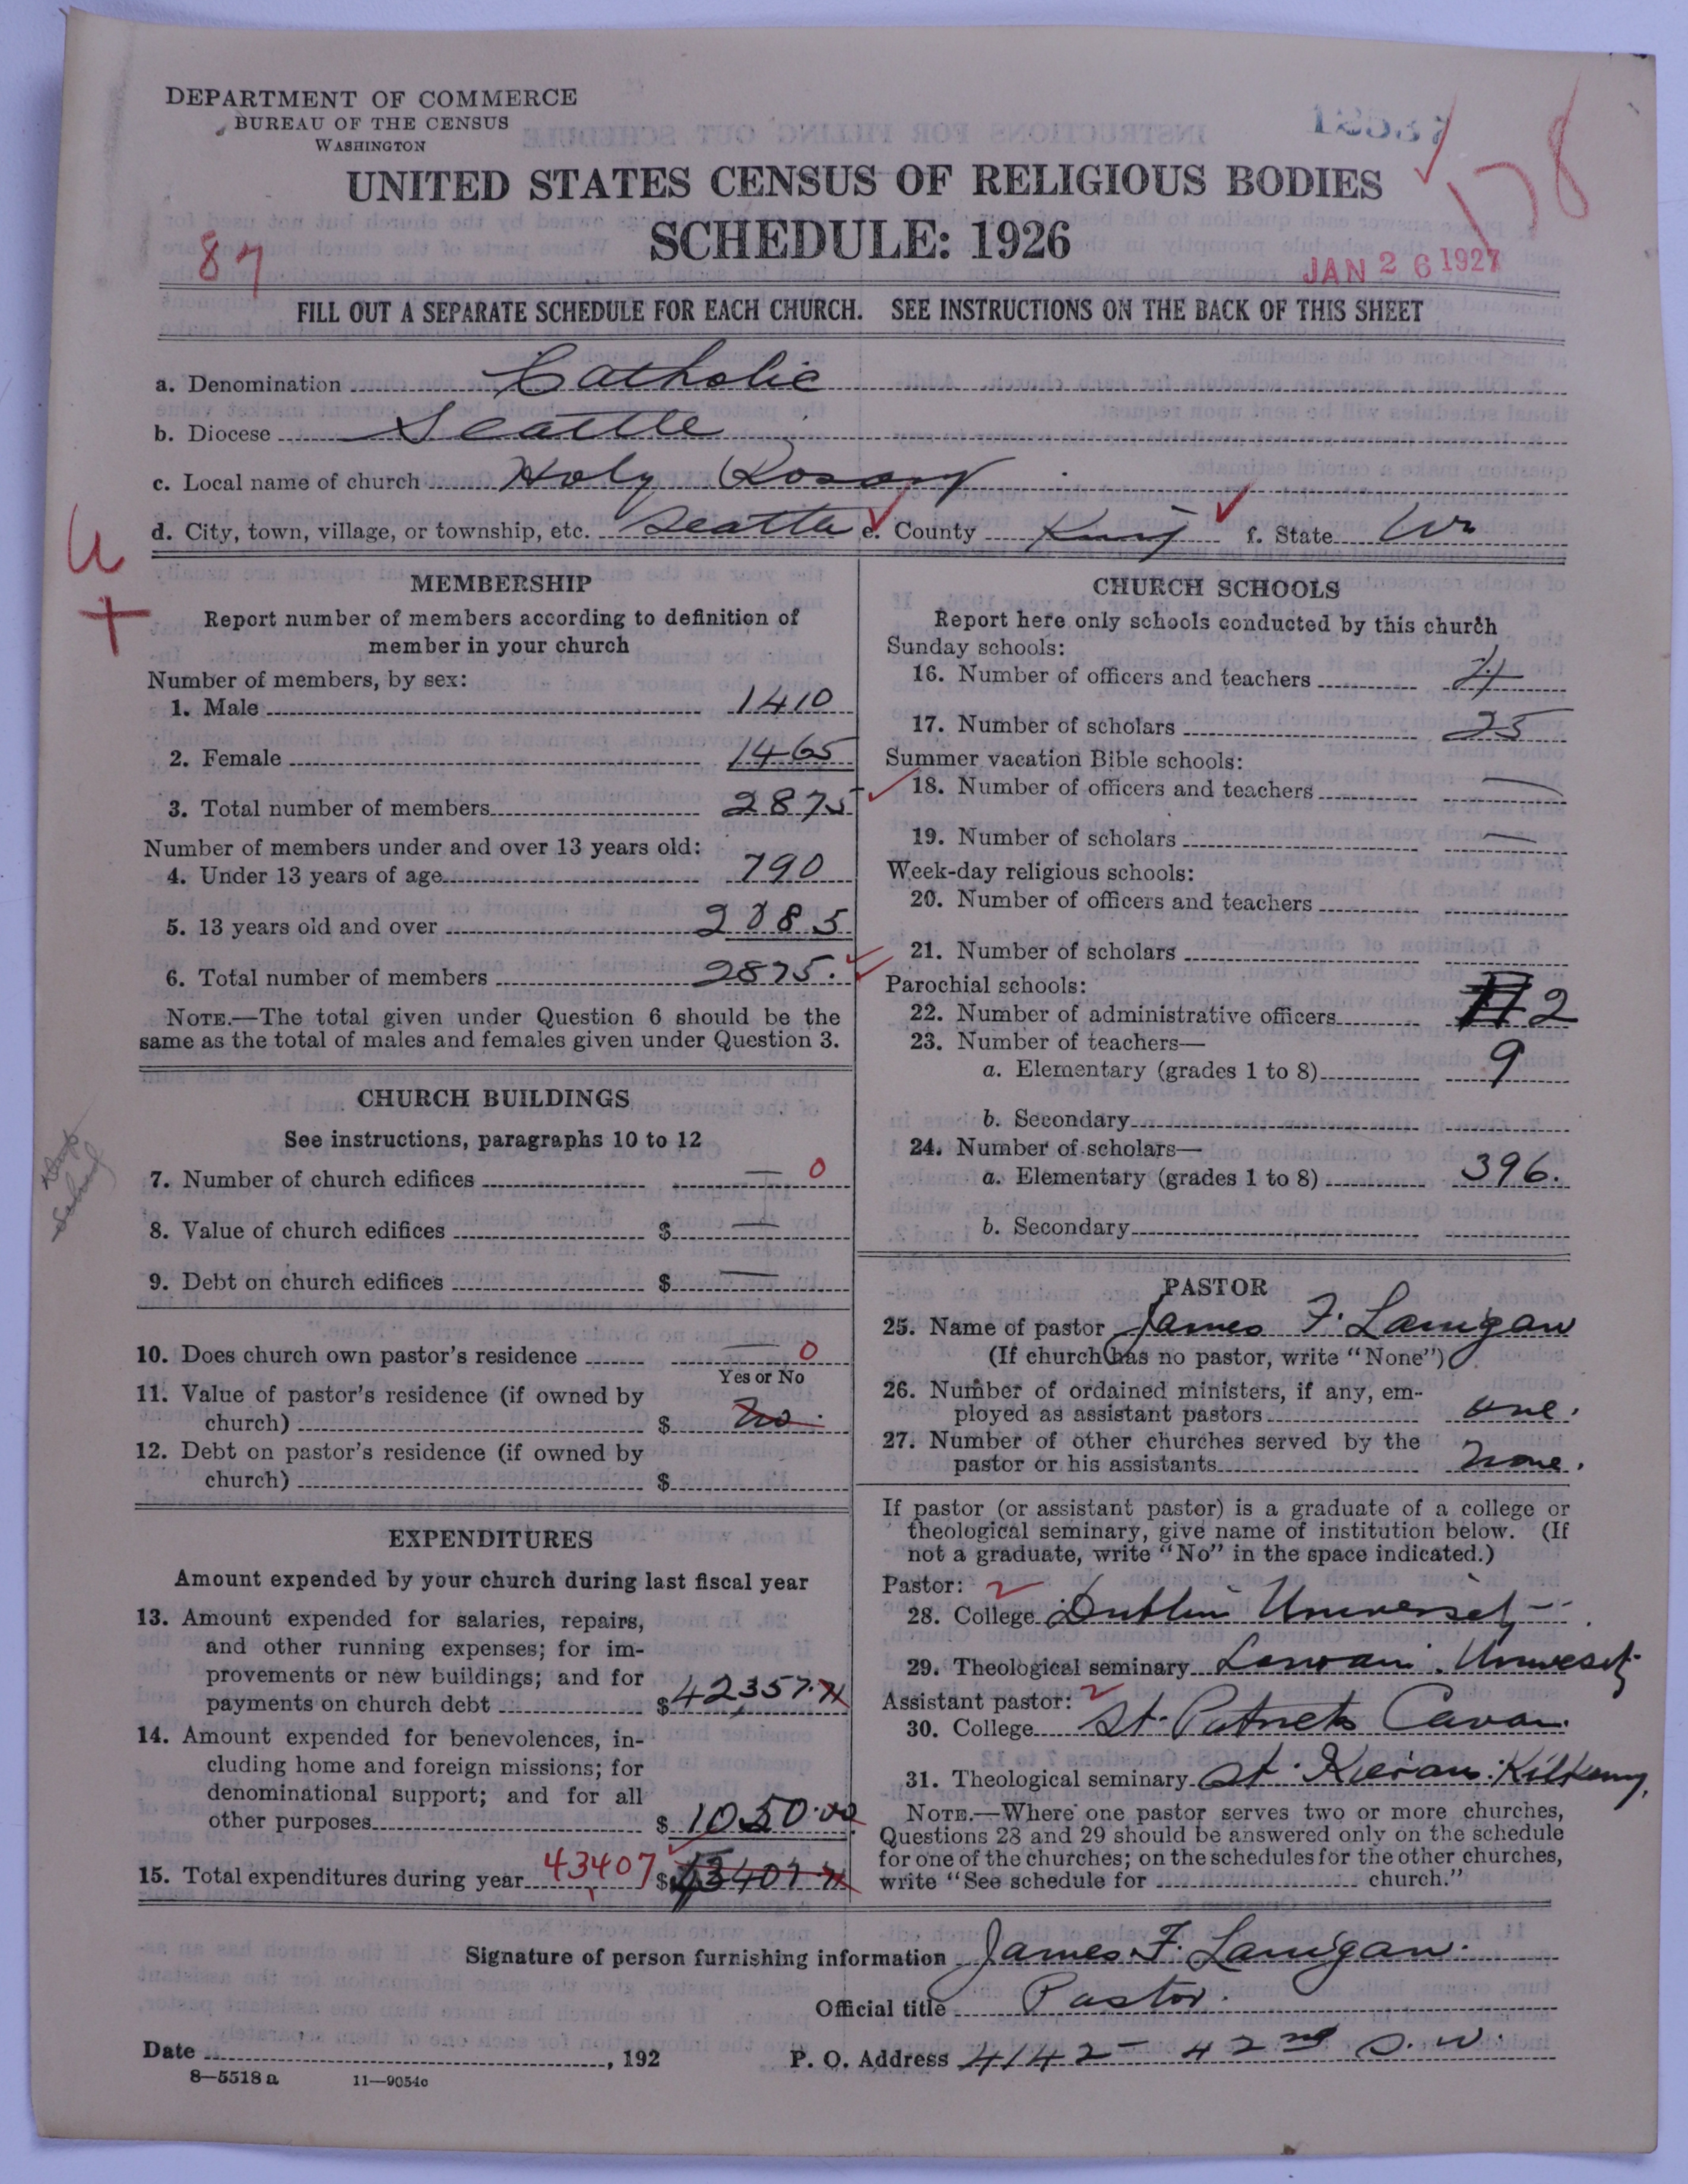 DEPARTMENT OF COMMERCE
BUREAU OF THE CENSUS
WASHINGTON
UNITED STATES CENSUS OF RELIGIOUS BODIES
SCHEDULE: 1926
178
87
JAN 26 1927
FILL OUT A SEPARATE SCHEDULE FOR EACH CHURCH. SEE INSTRUCTIONS ON THE BACK OF THIS SHEET
a. Denomination Catholic
b. Diocese Seattle
c. Local name of church Holy Rosary
d. City, town, village, or township, etc. Seattle e. County King f. State Wn
MEMBERSHIP
Report number of members according to definition of
member in your church
Number of members, by sex:
1. Male 1410
2. Female 1465
3. Total number of members 2875
Number of members under and over 13 years old:
4. Under 13 years of age 790
5. 13 years old and over 2085
6. Total number of members 2875.
NOTE.—The total given under Question 6 should be the
same as the total of males and females given under Question 3.
CHURCH BUILDINGS
See instructions, paragraphs 10 to 12
7. Number of church edifices — 0
8. Value of church edifices $ —
9. Debt on church edifices $ —
10. Does church own pastor's residence — 0
Yes or No
11. Value of pastor's residence (if owned by
church) $ No.
12. Debt on pastor's residence (if owned by
church) $
EXPENDITURES
Amount expended by your church during last fiscal year
13. Amount expended for salaries, repairs,
and other running expenses; for im-
provements or new buildings; and for
payments on church debt $ 42357.
14. Amount expended for benevolences, in-
cluding home and foreign missions; for
denominational support; and for all
other purposes $ 1050.00
15. Total expenditures during year 43407 $ 43407
CHURCH SCHOOLS
Report here only schools conducted by this church
Sunday schools:
16. Number of officers and teachers 4
17. Number of scholars 25
Summer vacation Bible schools:
18. Number of officers and teachers —
19. Number of scholars —
Week-day religious schools:
20. Number of officers and teachers
21. Number of scholars
Parochial schools:
22. Number of administrative officers 2
23. Number of teachers—
a. Elementary (grades 1 to 8) 9
b. Secondary
24. Number of scholars—
a. Elementary (grades 1 to 8) 396.
b. Secondary
PASTOR
25. Name of pastor James F. Lanigan
(If church has no pastor, write "None")
26. Number of ordained ministers, if any, em-
ployed as assistant pastors one.
27. Number of other churches served by the
pastor or his assistants none.
If pastor (or assistant pastor) is a graduate of a college or
theological seminary, give name of institution below. (If
not a graduate, write "No" in the space indicated.)
Pastor: 2
28. College Dublin University
29. Theological seminary Louvain University
Assistant pastor: 2
30. College St. Patricks Cavan.
31. Theological seminary St. Kierans Kilkenny.
NOTE.—Where one pastor serves two or more churches,
Questions 28 and 29 should be answered only on the schedule
for one of the churches; on the schedules for the other churches,
write "See schedule for church."
Signature of person furnishing information James F. Lanigan.
Official title Pastor.
Date , 192
P. O. Address 4142 - 42nd S. W.
8—5518a 11—9054c